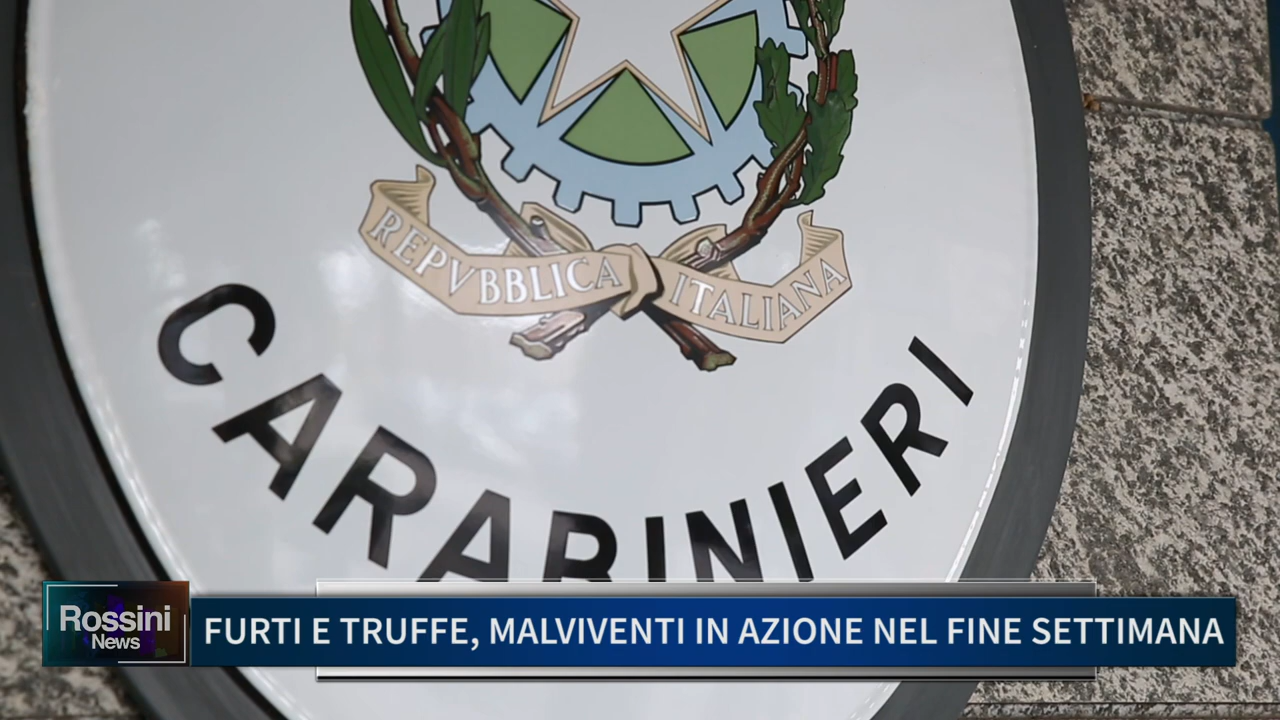 REPVBBLICA ITALIANA
CARABINIERI
Rossini
News
FURTI E TRUFFE, MALVIVENTI IN AZIONE NEL FINE SETTIMANA